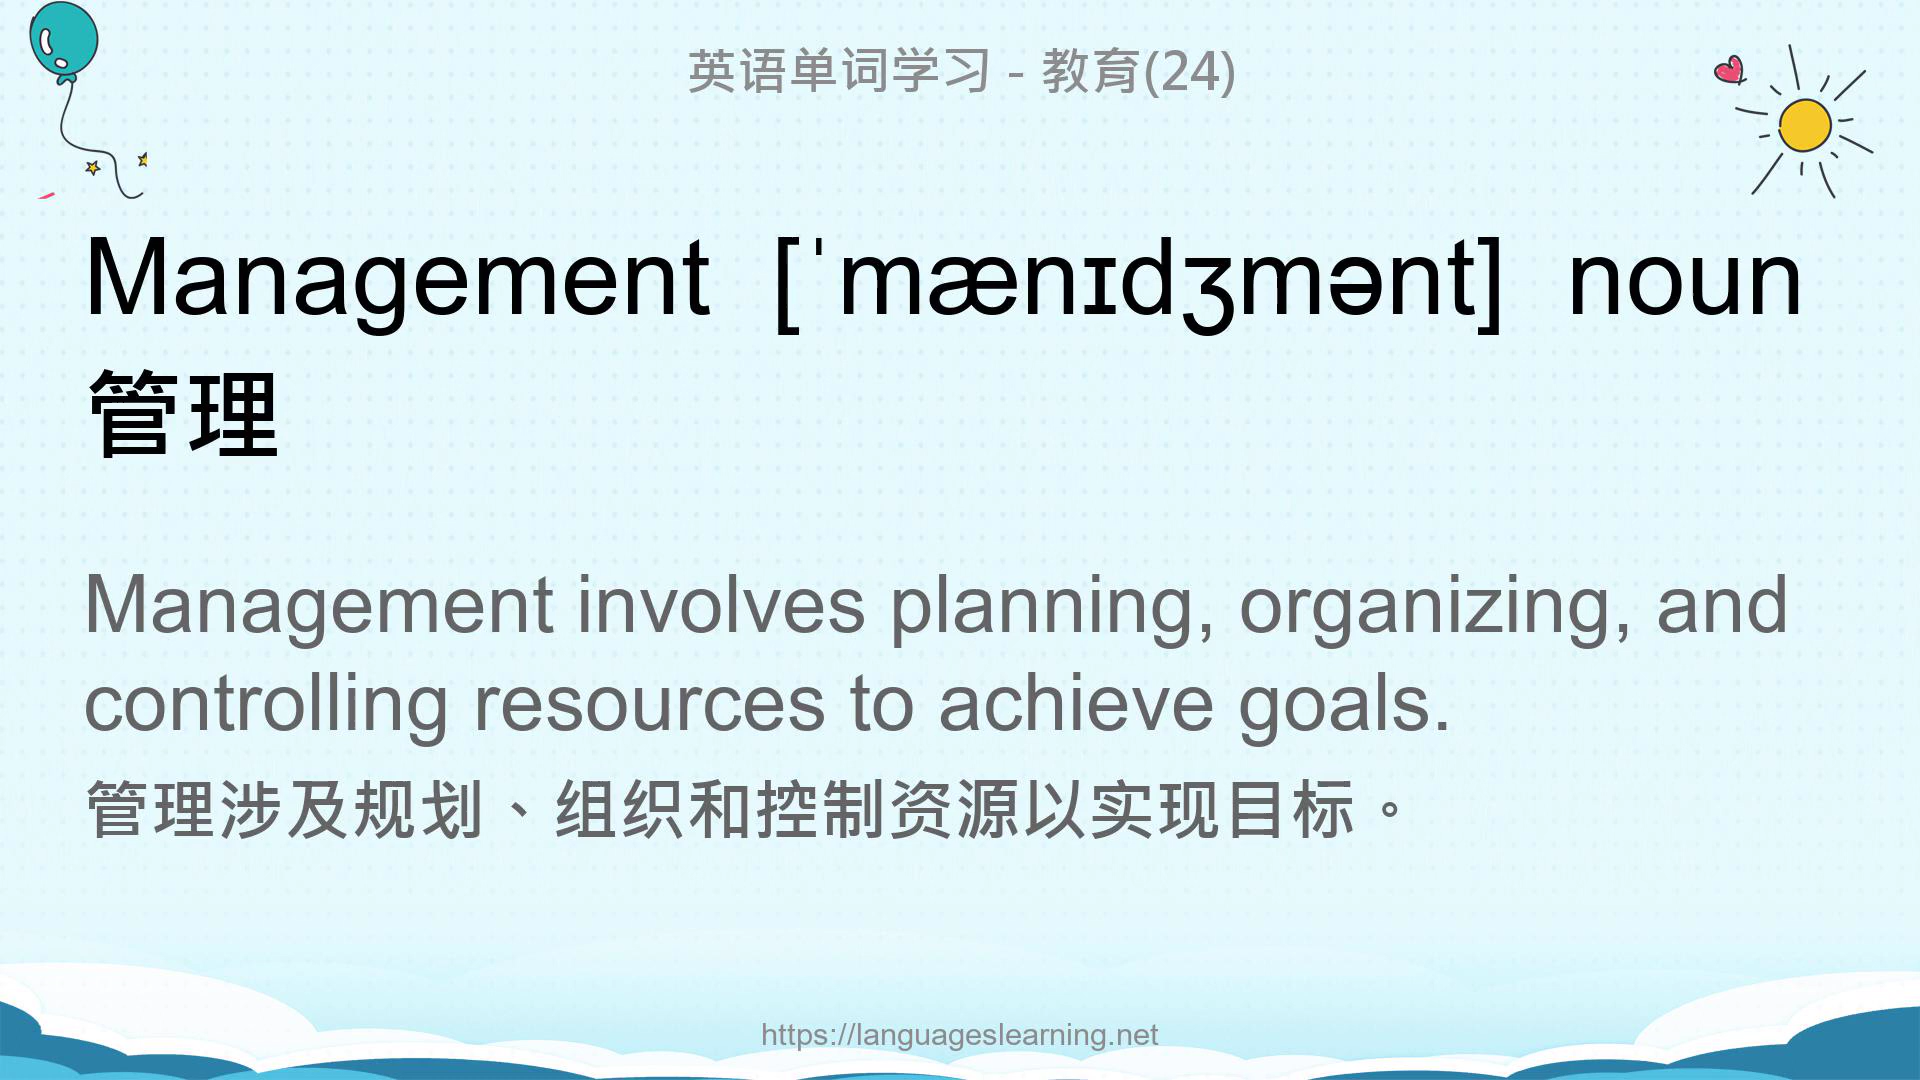 英语单词学习 - 教育(24)
Management [ˈmænɪdʒmənt] noun
管理
Management involves planning, organizing, and
controlling resources to achieve goals.
管理涉及规划、组织和控制资源以实现目标。
https://languageslearning.net